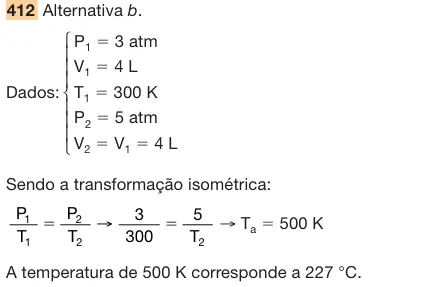 412 Alternativa b.
P₁ = 3 atm
V₁ = 4 L
Dados: T₁ = 300 K
P₂ = 5 atm
V₂ = V₁ = 4 L
Sendo a transformação isométrica:
P₁/T₁ = P₂/T₂ → 3/300 = 5/T₂ → Tₐ = 500 K
A temperatura de 500 K corresponde a 227 °C.